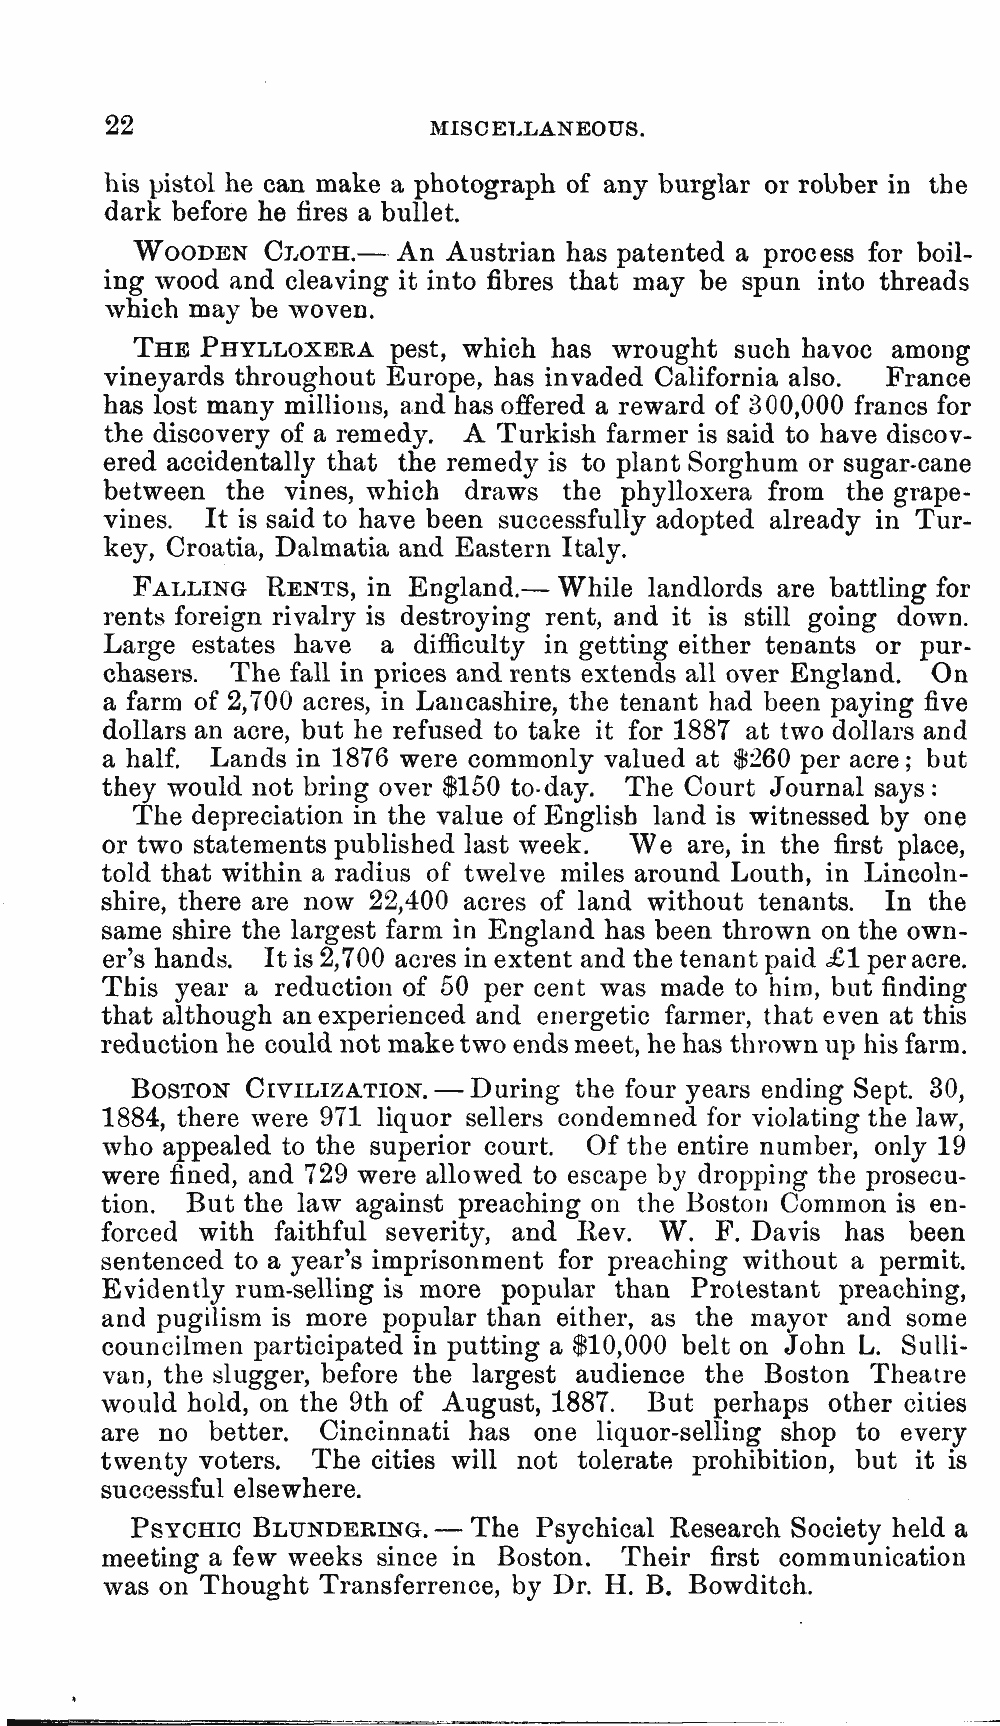 22 MISCELLANEOUS.
his pistol he can make a photograph of any burglar or robber in the
dark before he fires a bullet.
WOODEN CLOTH.— An Austrian has patented a process for boil-
ing wood and cleaving it into fibres that may be spun into threads
which may be woven.
THE PHYLLOXERA pest, which has wrought such havoc among
vineyards throughout Europe, has invaded California also. France
has lost many millions, and has offered a reward of 300,000 francs for
the discovery of a remedy. A Turkish farmer is said to have discov-
ered accidentally that the remedy is to plant Sorghum or sugar-cane
between the vines, which draws the phylloxera from the grape-
vines. It is said to have been successfully adopted already in Tur-
key, Croatia, Dalmatia and Eastern Italy.
FALLING RENTS, in England.— While landlords are battling for
rents foreign rivalry is destroying rent, and it is still going down.
Large estates have a difficulty in getting either tenants or pur-
chasers. The fall in prices and rents extends all over England. On
a farm of 2,700 acres, in Lancashire, the tenant had been paying five
dollars an acre, but he refused to take it for 1887 at two dollars and
a half. Lands in 1876 were commonly valued at $260 per acre; but
they would not bring over $150 to-day. The Court Journal says:
The depreciation in the value of English land is witnessed by one
or two statements published last week. We are, in the first place,
told that within a radius of twelve miles around Louth, in Lincoln-
shire, there are now 22,400 acres of land without tenants. In the
same shire the largest farm in England has been thrown on the own-
er's hands. It is 2,700 acres in extent and the tenant paid £1 per acre.
This year a reduction of 50 per cent was made to him, but finding
that although an experienced and energetic farmer, that even at this
reduction he could not make two ends meet, he has thrown up his farm.
BOSTON CIVILIZATION. — During the four years ending Sept. 30,
1884, there were 971 liquor sellers condemned for violating the law,
who appealed to the superior court. Of the entire number, only 19
were fined, and 729 were allowed to escape by dropping the prosecu-
tion. But the law against preaching on the Boston Common is en-
forced with faithful severity, and Rev. W. F. Davis has been
sentenced to a year's imprisonment for preaching without a permit.
Evidently rum-selling is more popular than Protestant preaching,
and pugilism is more popular than either, as the mayor and some
councilmen participated in putting a $10,000 belt on John L. Sulli-
van, the slugger, before the largest audience the Boston Theatre
would hold, on the 9th of August, 1887. But perhaps other cities
are no better. Cincinnati has one liquor-selling shop to every
twenty voters. The cities will not tolerate prohibition, but it is
successful elsewhere.
PSYCHIC BLUNDERING. — The Psychical Research Society held a
meeting a few weeks since in Boston. Their first communication
was on Thought Transferrence, by Dr. H. B. Bowditch.